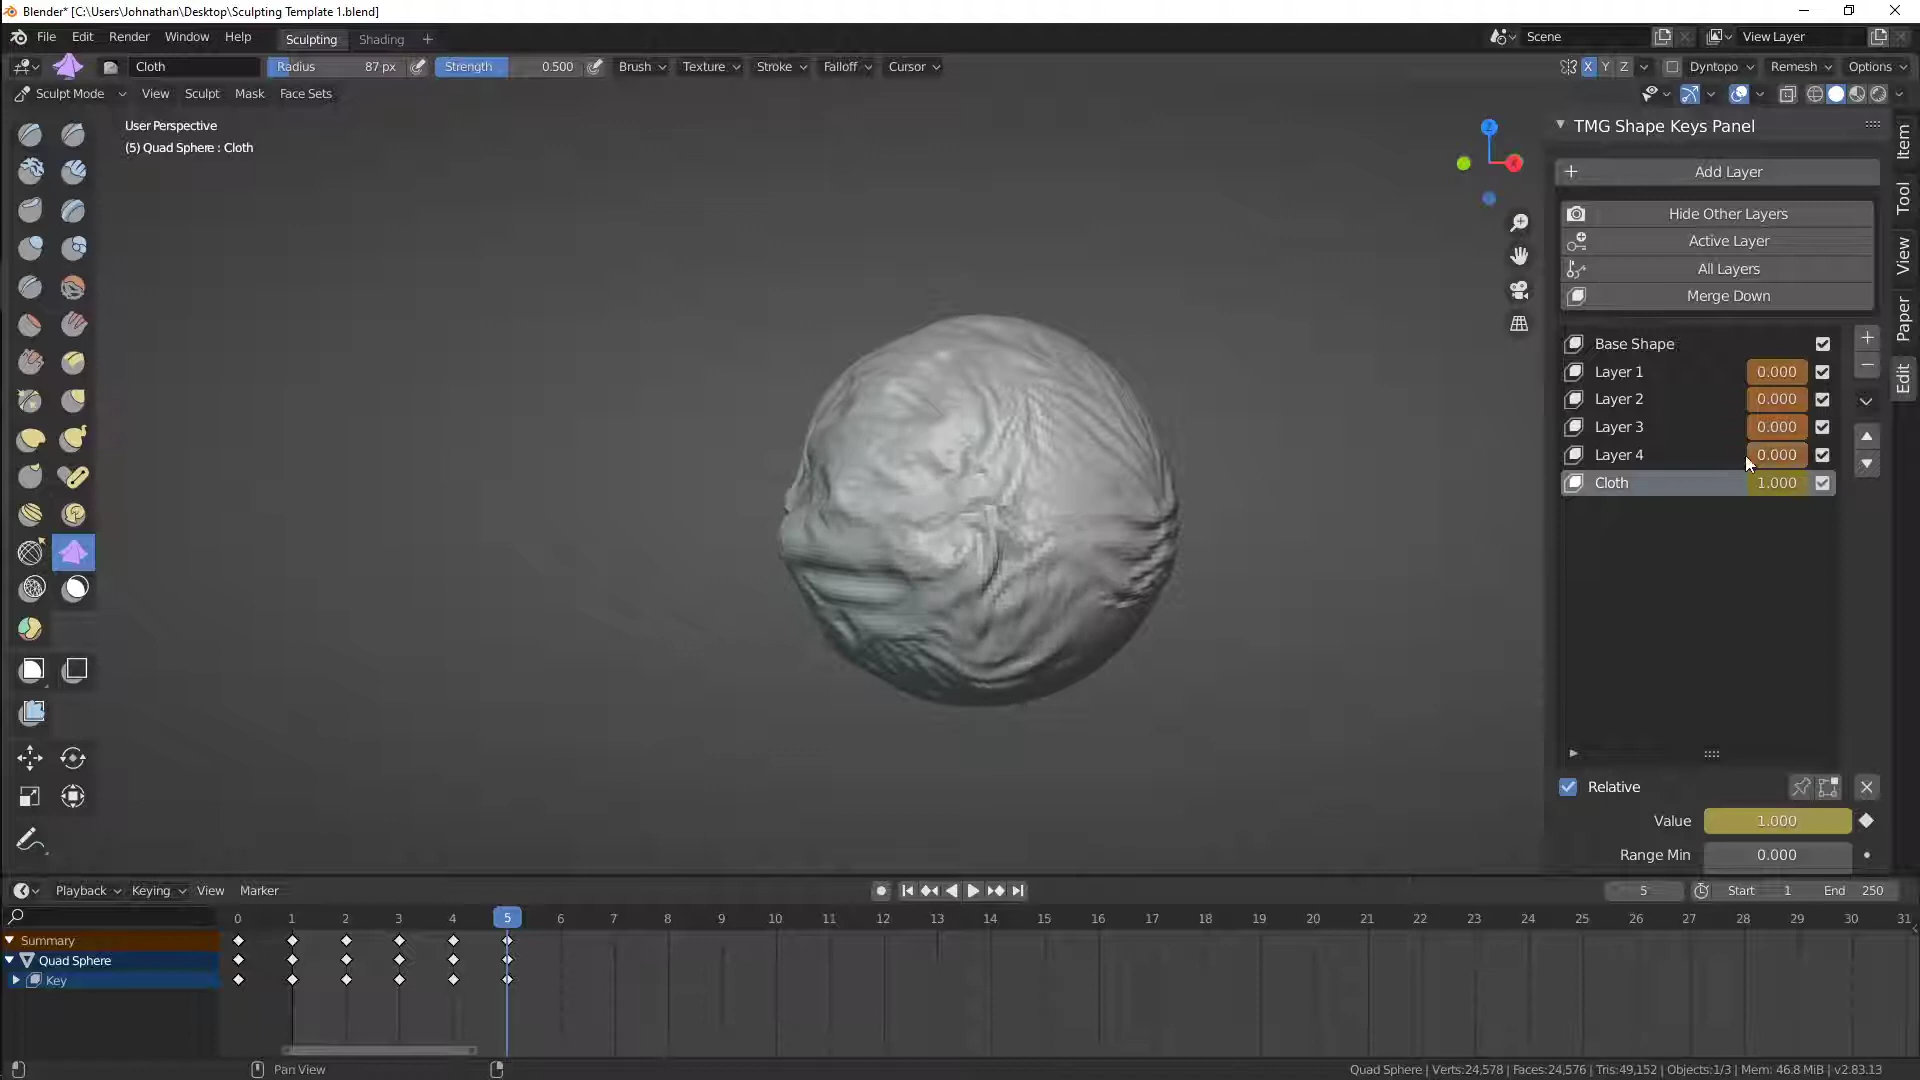 Blender* [C:\Users\Johnathan\Desktop\Sculpting Template 1.blend]
File Edit Render Window Help Sculpting Shading + Scene View Layer
Cloth Radius 87 px Strength 0.500 Brush Texture Stroke Falloff Cursor X Y Z Dyntopo Remesh Options
Sculpt Mode View Sculpt Mask Face Sets
User Perspective
(5) Quad Sphere : Cloth
Z
X
TMG Shape Keys Panel
Add Layer
Hide Other Layers
Active Layer
All Layers
Merge Down
Base Shape
Layer 1 0.000
Layer 2 0.000
Layer 3 0.000
Layer 4 0.000
Cloth 1.000
Relative
Value 1.000
Range Min 0.000
Item
Tool
View
Paper
Edit
Playback Keying View Marker 5 Start 1 End 250
0 1 2 3 4 5 6 7 8 9 10 11 12 13 14 15 16 17 18 19 20 21 22 23 24 25 26 27 28 29 30 31
Summary
Quad Sphere
Key
Pan View
Quad Sphere | Verts:24,578 | Faces:24,576 | Tris:49,152 | Objects:1/3 | Mem: 46.8 MiB | v2.83.13